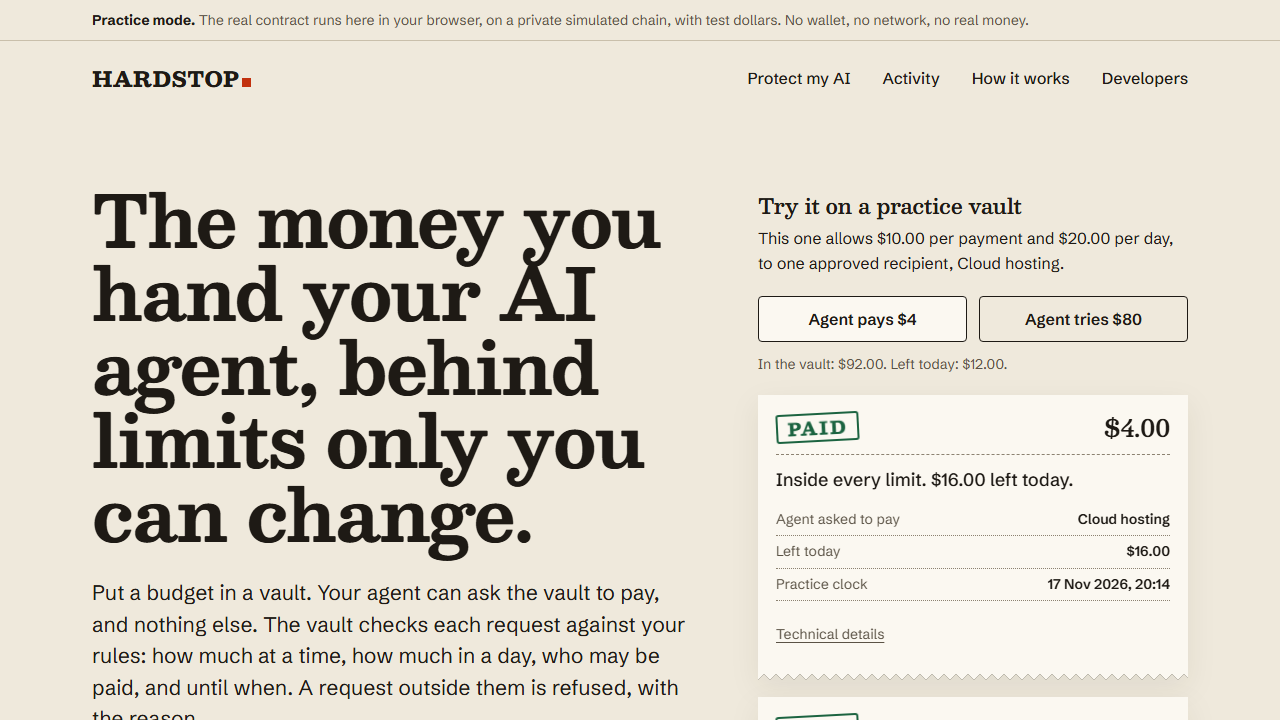 Practice mode. The real contract runs here in your browser, on a private simulated chain, with test dollars. No wallet, no network, no real money.
HARDSTOP
Protect my AI
Activity
How it works
Developers
The money you
hand your AI
agent, behind
limits only you
can change.
Put a budget in a vault. Your agent can ask the vault to pay,
and nothing else. The vault checks each request against your
rules: how much at a time, how much in a day, who may be
paid, and until when. A request outside them is refused, with
the reason.
Try it on a practice vault
This one allows $10.00 per payment and $20.00 per day,
to one approved recipient, Cloud hosting.
Agent pays $4
Agent tries $80
In the vault: $92.00. Left today: $12.00.
PAID
$4.00
Inside every limit. $16.00 left today.
Agent asked to pay Cloud hosting
Left today $16.00
Practice clock 17 Nov 2026, 20:14
Technical details